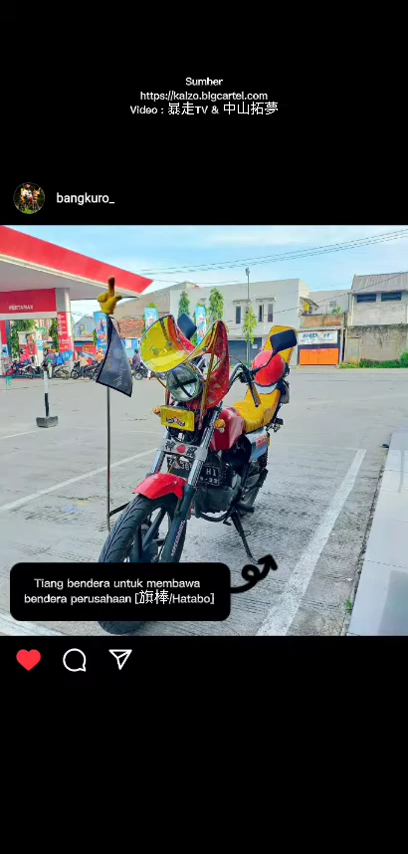 Sumber
https://kaizo.bigcartel.com
Video : 暴走TV & 中山拓夢
bangkuro_
PERTAMAX
Tiang bendera untuk membawa
bendera perusahaan [旗棒/Hatabo]